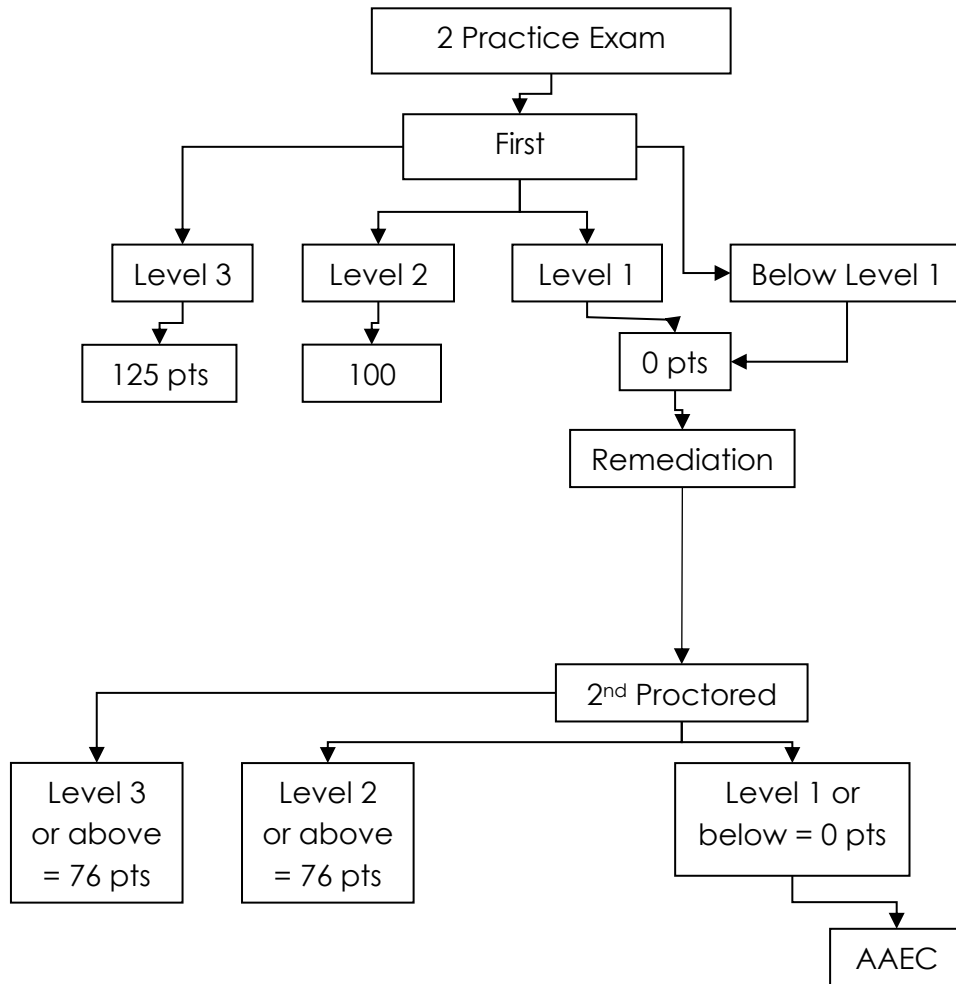 2 Practice Exam
First
Level 3
Level 2
Level 1
Below Level 1
125 pts
100
0 pts
Remediation
2nd Proctored
Level 3
or above
= 76 pts
Level 2
or above
= 76 pts
Level 1 or
below = 0 pts
AAEC